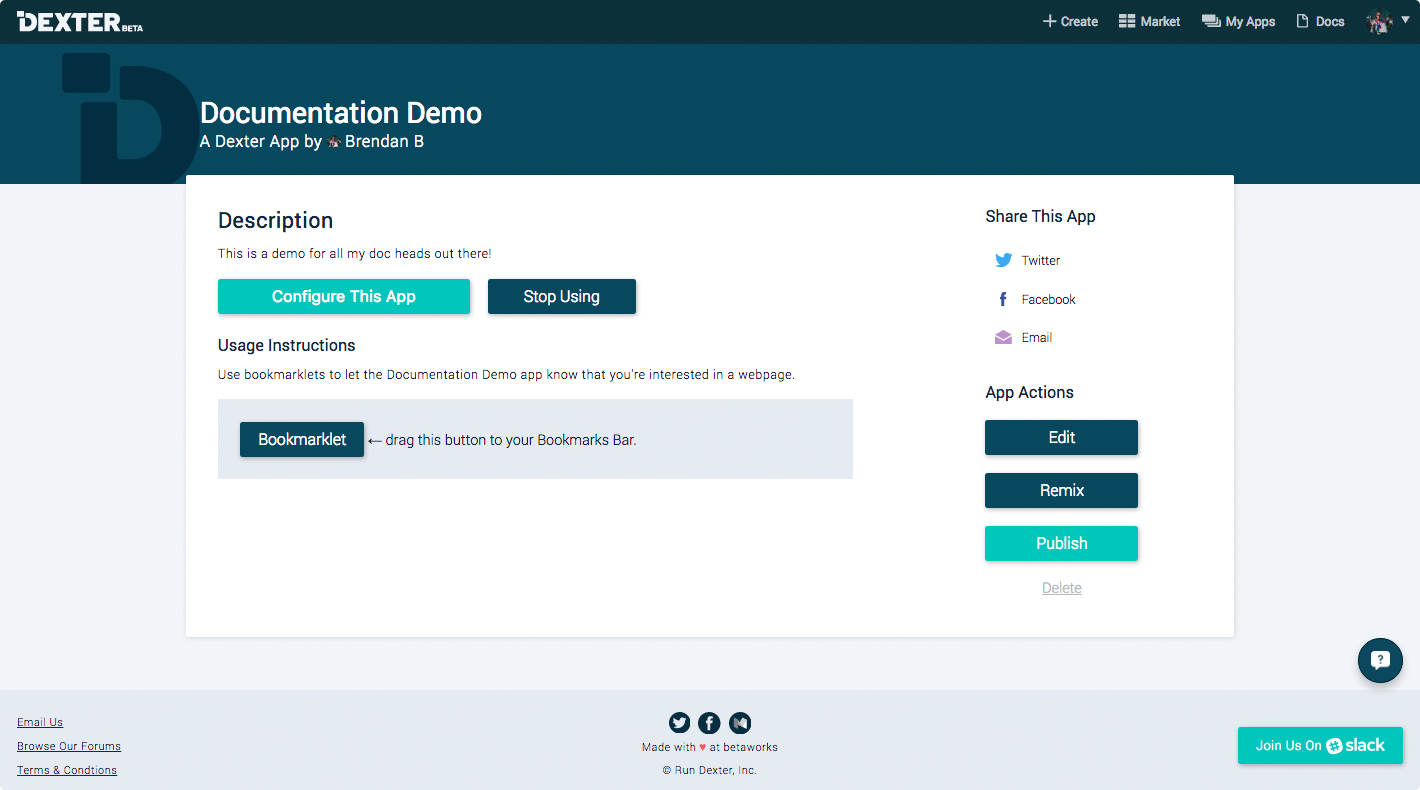 DEXTER BETA
Create
Market
My Apps
Docs
Documentation Demo
A Dexter App by Brendan B
Description
This is a demo for all my doc heads out there!
Configure This App
Stop Using
Usage Instructions
Use bookmarklets to let the Documentation Demo app know that you're interested in a webpage.
Bookmarklet ← drag this button to your Bookmarks Bar.
Share This App
Twitter
Facebook
Email
App Actions
Edit
Remix
Publish
Delete
Email Us
Browse Our Forums
Terms & Condtions
Made with ♥ at betaworks
© Run Dexter, Inc.
Join Us On slack